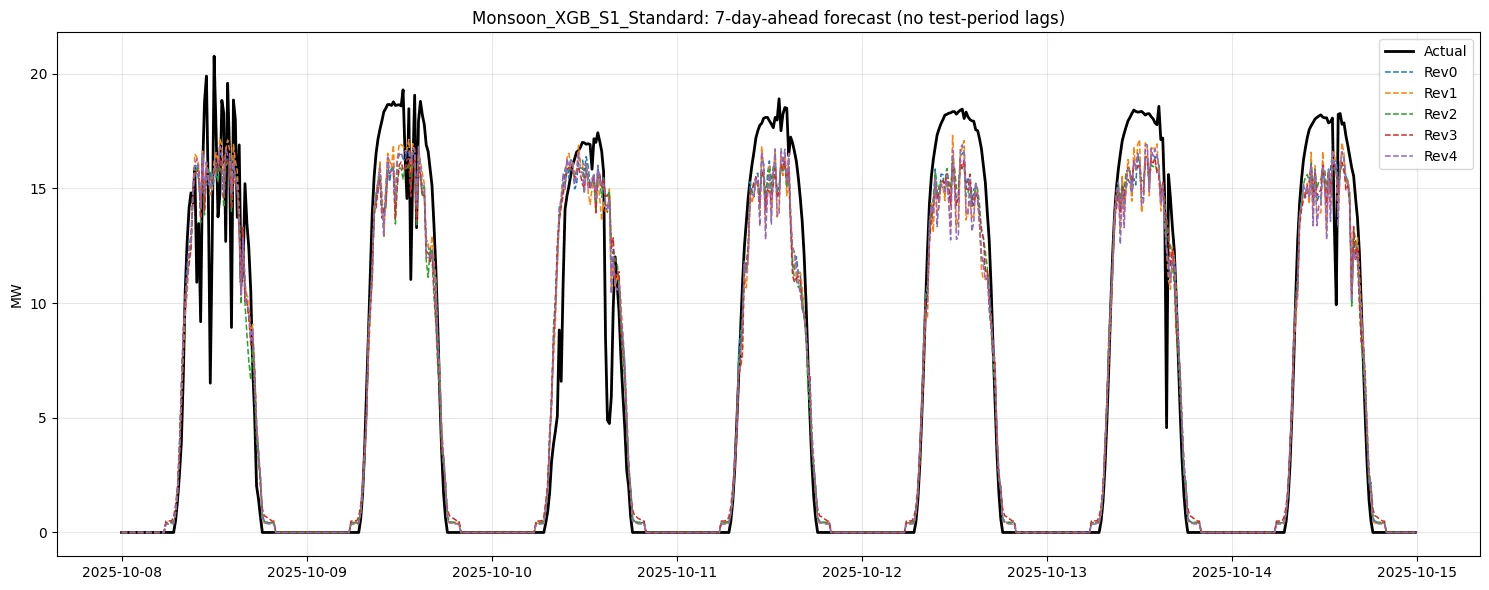 Monsoon_XGB_S1_Standard: 7-day-ahead forecast (no test-period lags)
Actual
Rev0
Rev1
Rev2
Rev3
Rev4
MW
20
15
10
5
0
2025-10-08
2025-10-09
2025-10-10
2025-10-11
2025-10-12
2025-10-13
2025-10-14
2025-10-15